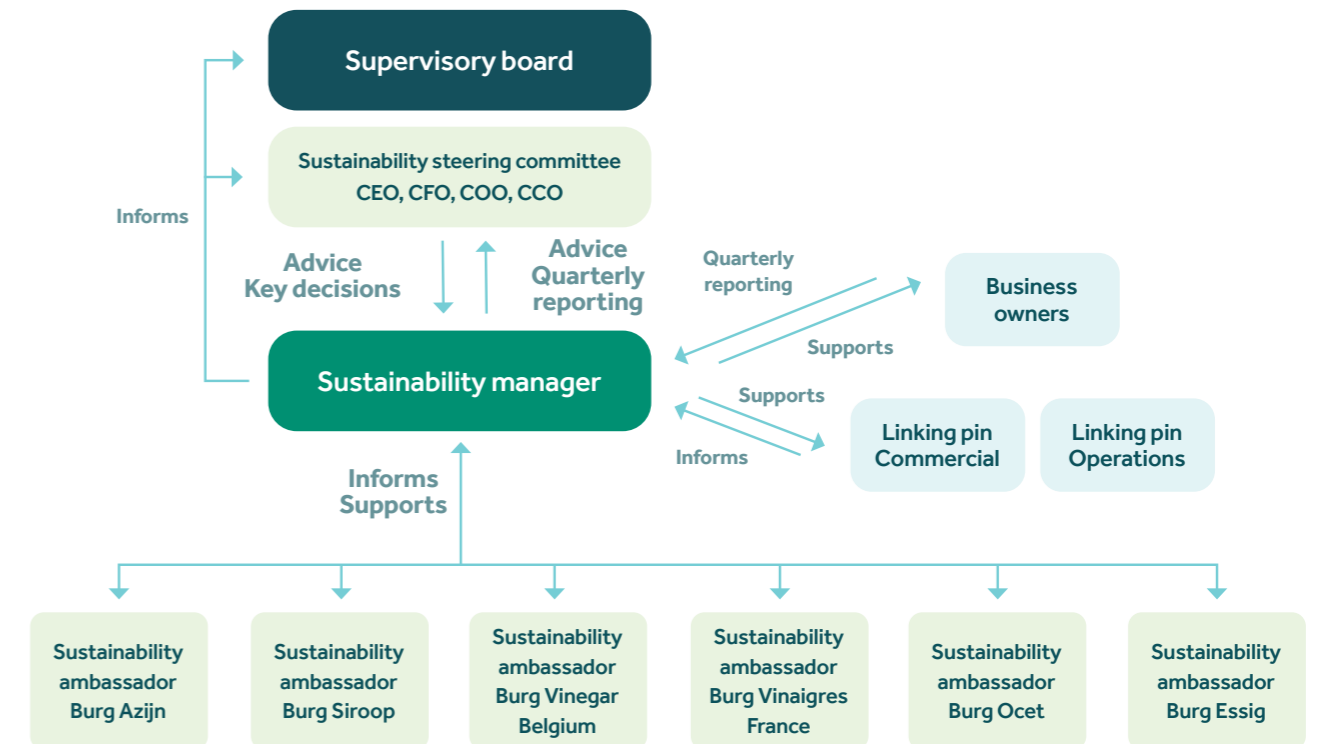 Supervisory board
Sustainability steering committee
CEO, CFO, COO, CCO
Informs
Advice
Key decisions
Advice
Quarterly
reporting
Quarterly
reporting
Business
owners
Supports
Sustainability manager
Supports
Informs
Linking pin
Commercial
Linking pin
Operations
Informs
Supports
Sustainability
ambassador
Burg Azijn
Sustainability
ambassador
Burg Siroop
Sustainability
ambassador
Burg Vinegar
Belgium
Sustainability
ambassador
Burg Vinaigres
France
Sustainability
ambassador
Burg Ocet
Sustainability
ambassador
Burg Essig